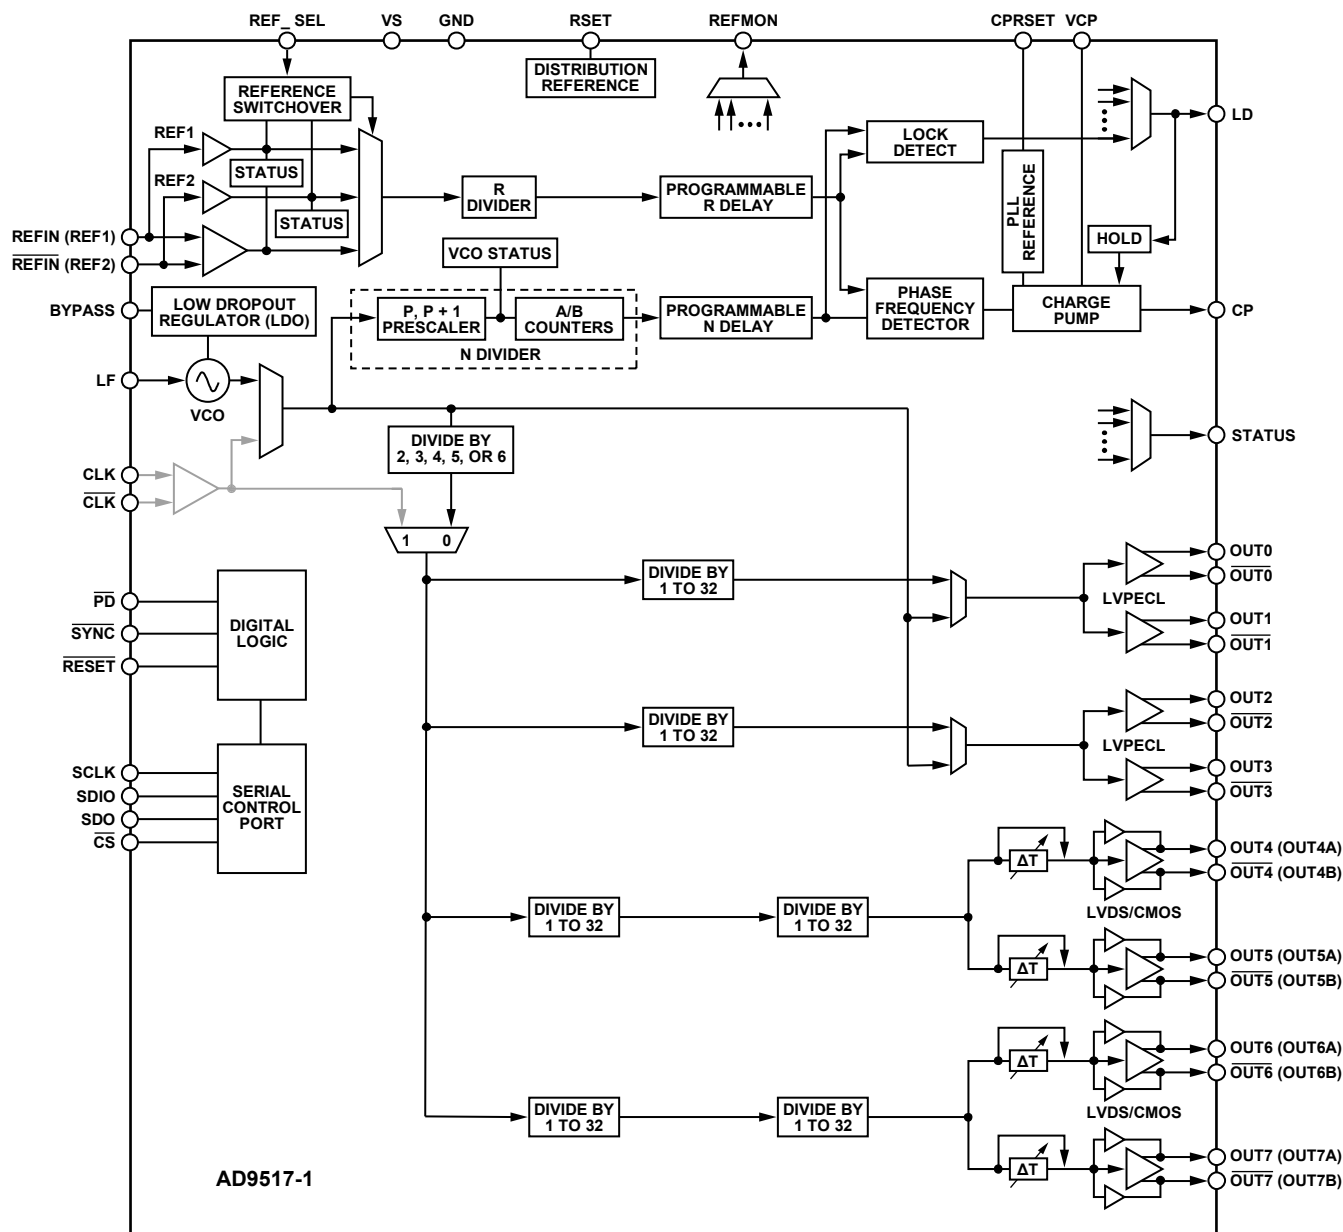 REF_ SEL
VS
GND
RSET
REFMON
CPRSET
VCP
DISTRIBUTION
REFERENCE
REFERENCE
SWITCHOVER
REF1
STATUS
REF2
STATUS
REFIN (REF1)
REFIN (REF2)
R
DIVIDER
PROGRAMMABLE
R DELAY
LOCK
DETECT
PLL
REFERENCE
LD
HOLD
BYPASS
LOW DROPOUT
REGULATOR (LDO)
VCO STATUS
P, P + 1
PRESCALER
A/B
COUNTERS
N DIVIDER
PROGRAMMABLE
N DELAY
PHASE
FREQUENCY
DETECTOR
CHARGE
PUMP
CP
LF
VCO
DIVIDE BY
2, 3, 4, 5, OR 6
STATUS
CLK
CLK
1 0
PD
SYNC
RESET
DIGITAL
LOGIC
DIVIDE BY
1 TO 32
LVPECL
OUT0
OUT0
OUT1
OUT1
DIVIDE BY
1 TO 32
LVPECL
OUT2
OUT2
OUT3
OUT3
SCLK
SDIO
SDO
CS
SERIAL
CONTROL
PORT
DIVIDE BY
1 TO 32
DIVIDE BY
1 TO 32
ΔT
OUT4 (OUT4A)
OUT4 (OUT4B)
LVDS/CMOS
ΔT
OUT5 (OUT5A)
OUT5 (OUT5B)
DIVIDE BY
1 TO 32
DIVIDE BY
1 TO 32
ΔT
OUT6 (OUT6A)
OUT6 (OUT6B)
LVDS/CMOS
ΔT
OUT7 (OUT7A)
OUT7 (OUT7B)
AD9517-1